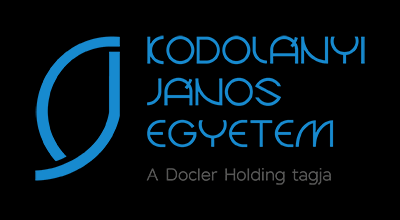 KODOLÁNYI
JÁNOS
EGYETEM
A Docler Holding tagja